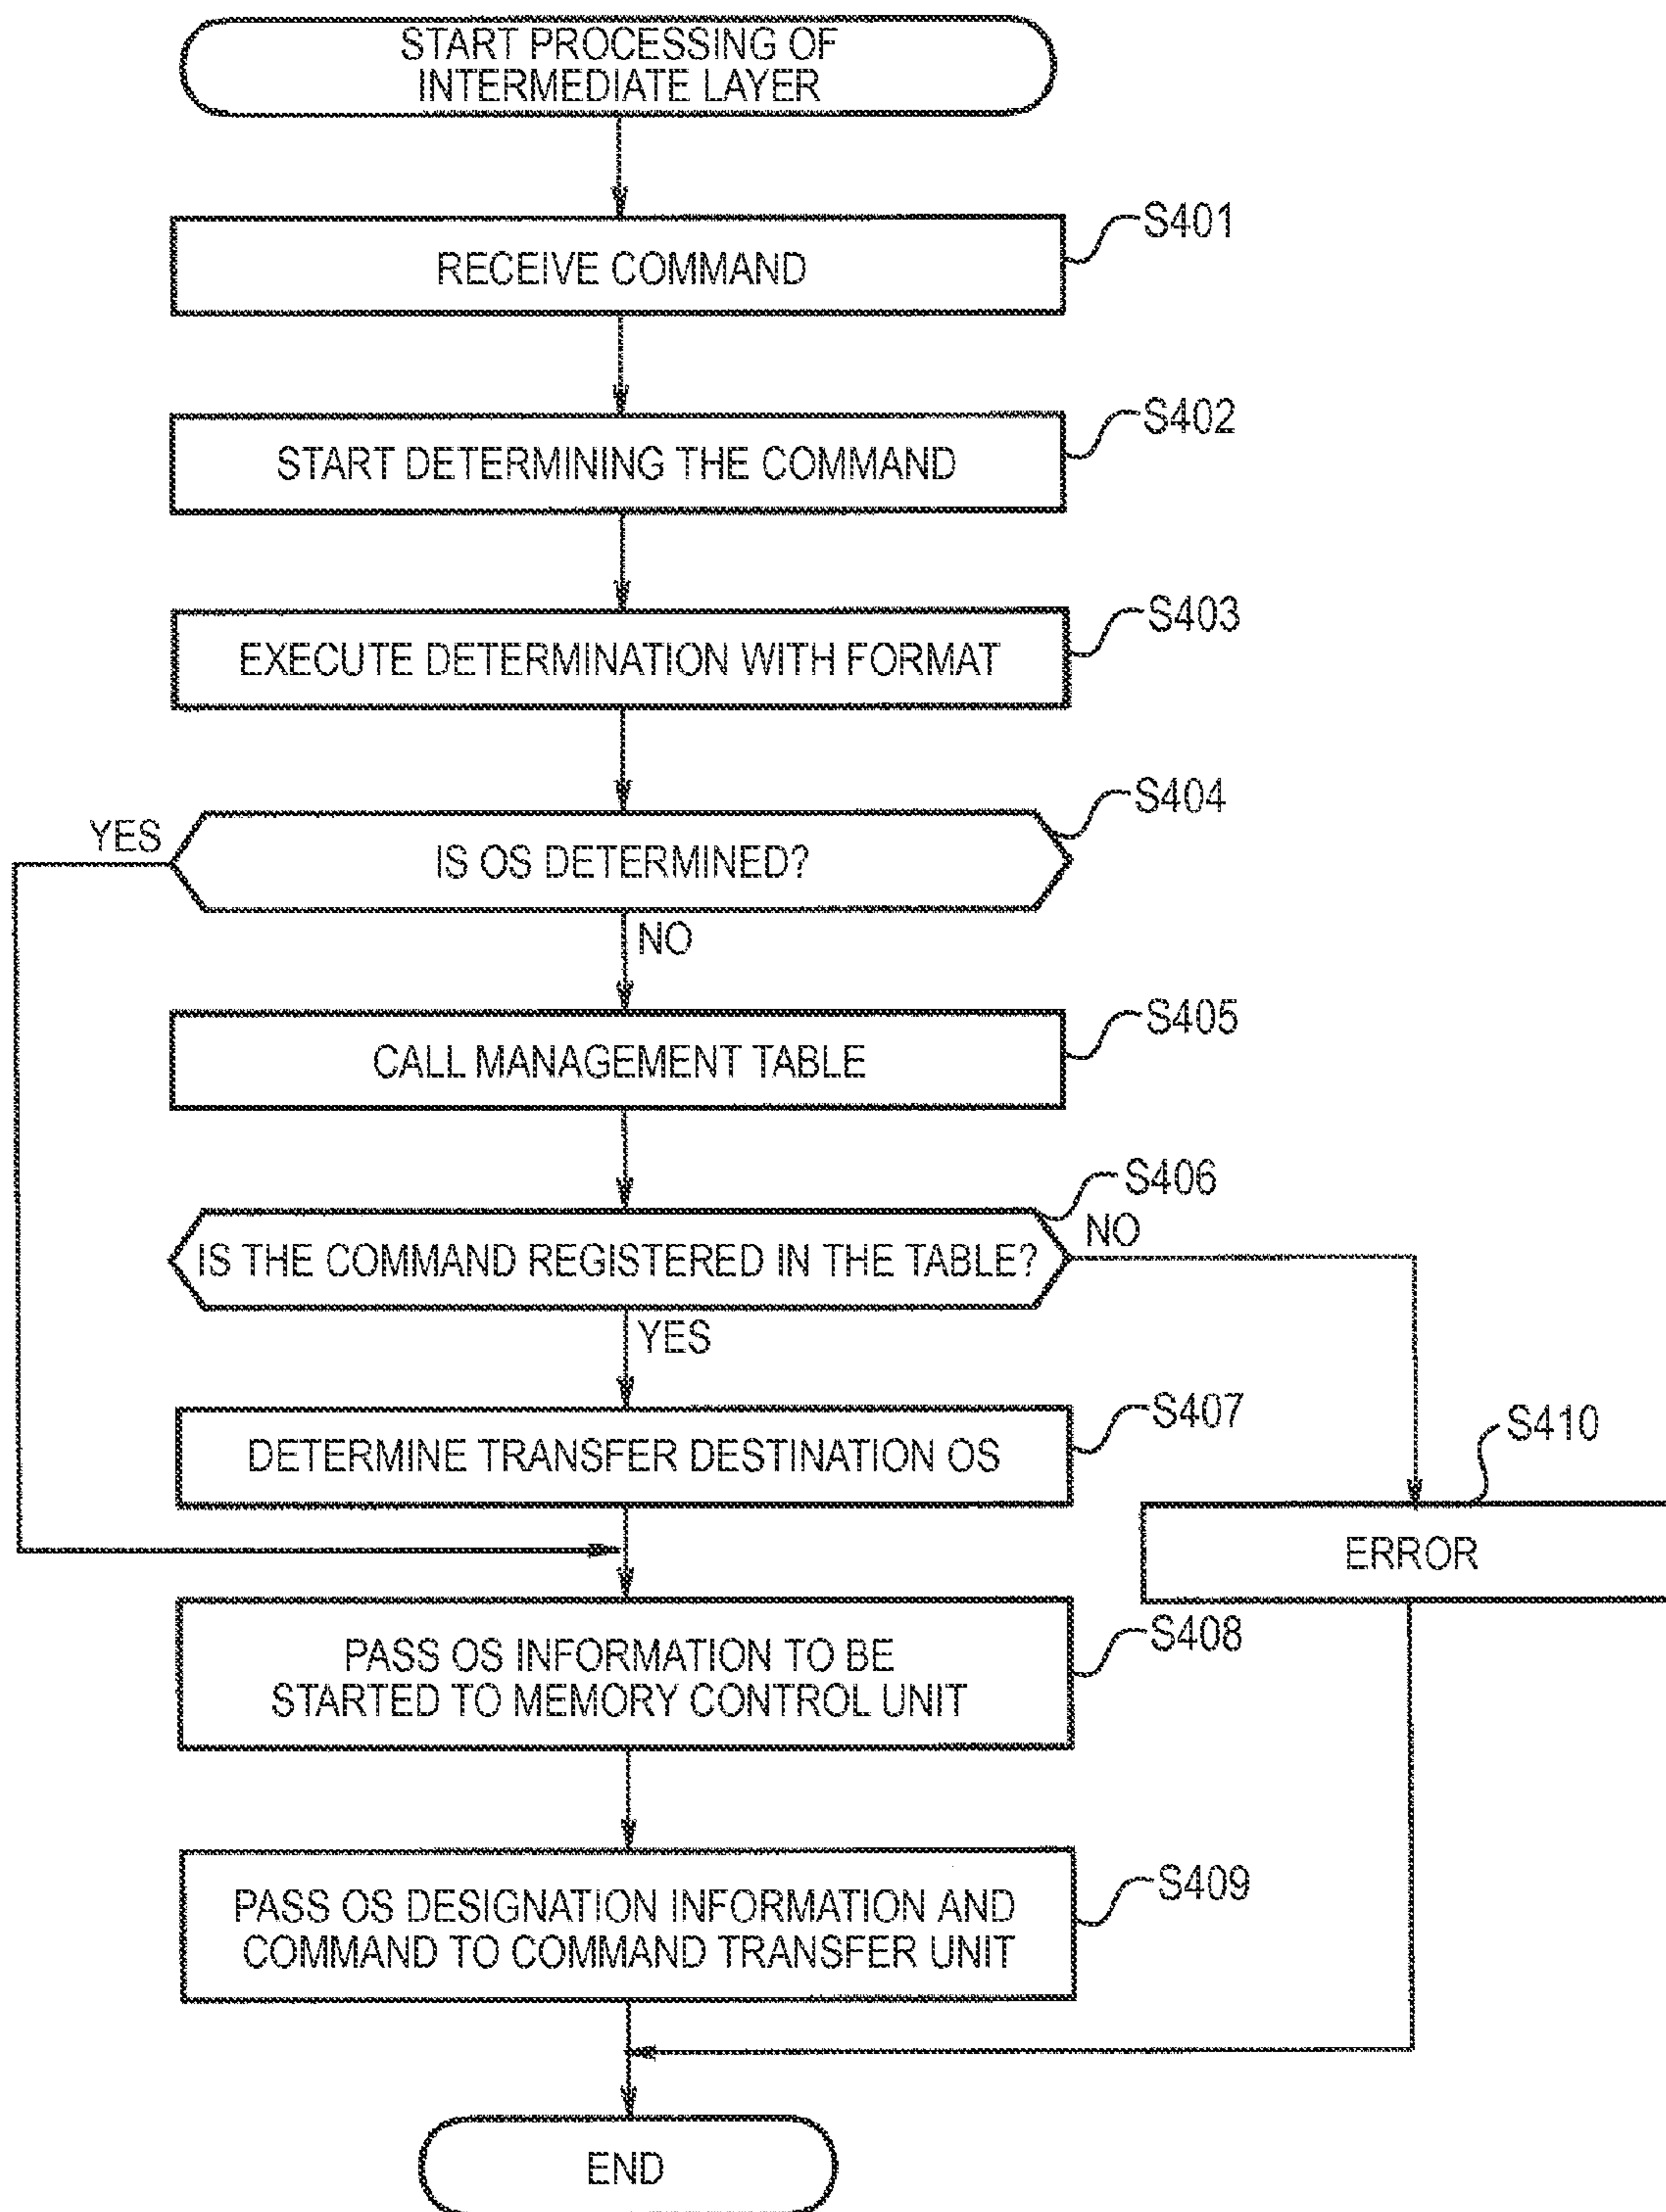 START PROCESSING OF
INTERMEDIATE LAYER
S401
RECEIVE COMMAND
S402
START DETERMINING THE COMMAND
S403
EXECUTE DETERMINATION WITH FORMAT
S404
YES
IS OS DETERMINED?
NO
S405
CALL MANAGEMENT TABLE
S406
NO
IS THE COMMAND REGISTERED IN THE TABLE?
YES
S407
DETERMINE TRANSFER DESTINATION OS
S410
ERROR
S408
PASS OS INFORMATION TO BE
STARTED TO MEMORY CONTROL UNIT
S409
PASS OS DESIGNATION INFORMATION AND
COMMAND TO COMMAND TRANSFER UNIT
END